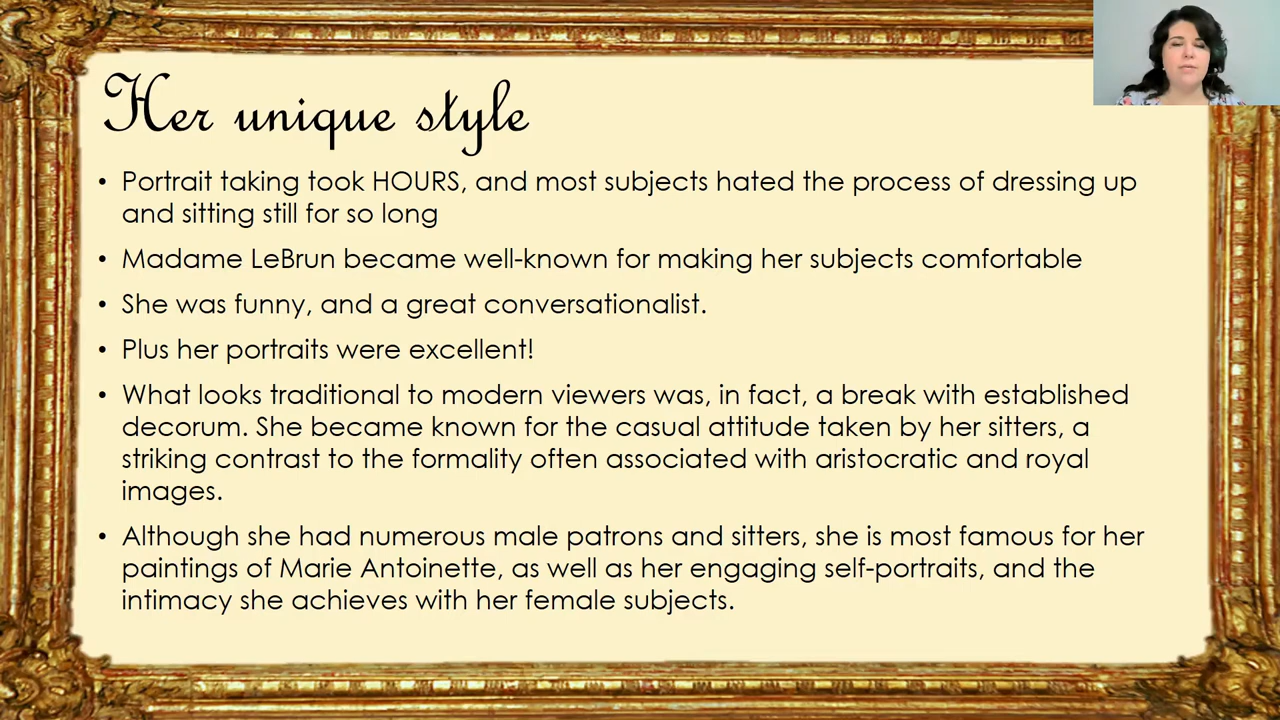 Her unique style
• Portrait taking took HOURS, and most subjects hated the process of dressing up
and sitting still for so long
• Madame LeBrun became well-known for making her subjects comfortable
• She was funny, and a great conversationalist.
• Plus her portraits were excellent!
• What looks traditional to modern viewers was, in fact, a break with established
decorum. She became known for the casual attitude taken by her sitters, a
striking contrast to the formality often associated with aristocratic and royal
images.
• Although she had numerous male patrons and sitters, she is most famous for her
paintings of Marie Antoinette, as well as her engaging self-portraits, and the
intimacy she achieves with her female subjects.